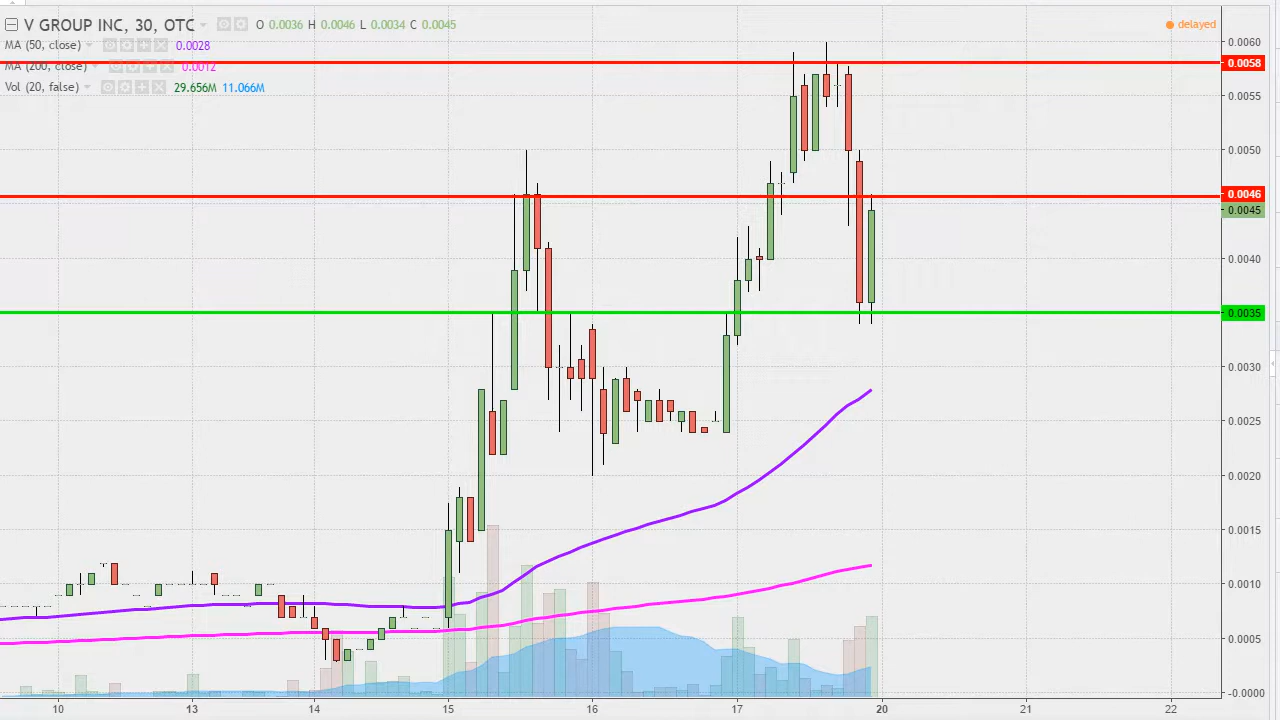 V GROUP INC, 30, OTC O 0.0036 H 0.0046 L 0.0034 C 0.0045
delayed
MA (50, close) 0.0028
MA (200, close) 0.0012
Vol (20, false) 29.656M 11.066M
0.0060
0.0058
0.0055
0.0050
0.0046
0.0045
0.0040
0.0035
0.0030
0.0025
0.0020
0.0015
0.0010
0.0005
-0.0000
10 13 14 15 16 17 20 21 22